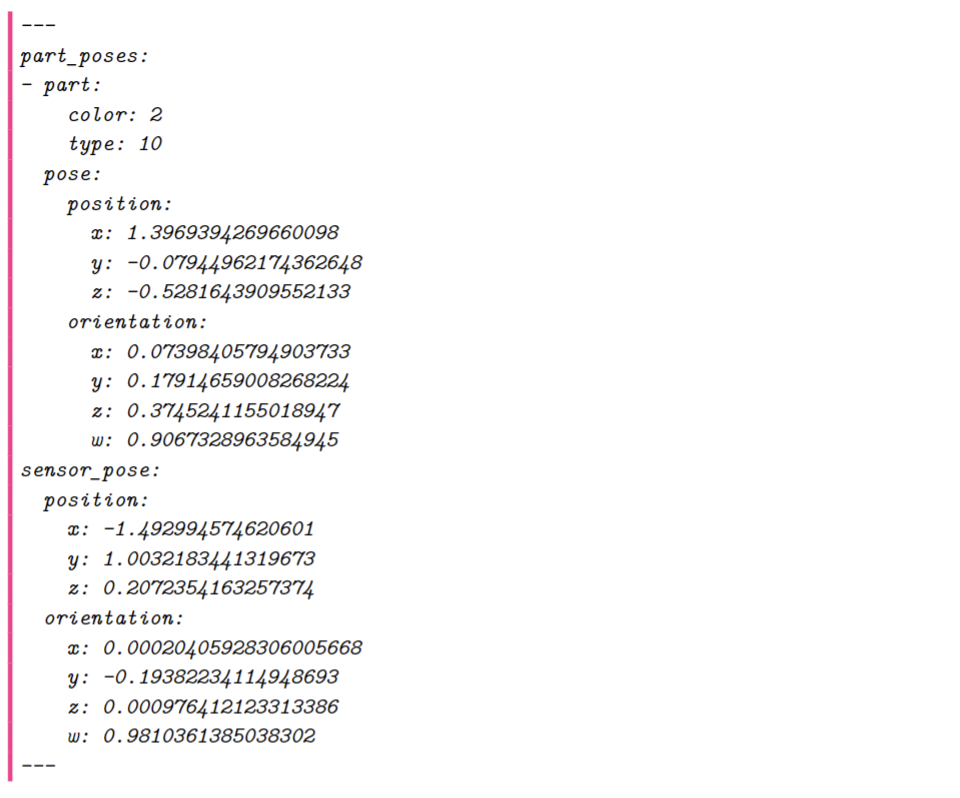 ---
part_poses:
- part:
    color: 2
    type: 10
  pose:
    position:
      x: 1.3969394269660098
      y: -0.07944962174362648
      z: -0.5281643909552133
    orientation:
      x: 0.07398405794903733
      y: 0.17914659008268224
      z: 0.3745241155018947
      w: 0.9067328963584945
sensor_pose:
  position:
    x: -1.492994574620601
    y: 1.0032183441319673
    z: 0.2072354163257374
  orientation:
    x: 0.00020405928306005668
    y: -0.19382234114948693
    z: 0.000976412123313386
    w: 0.9810361385038302
---